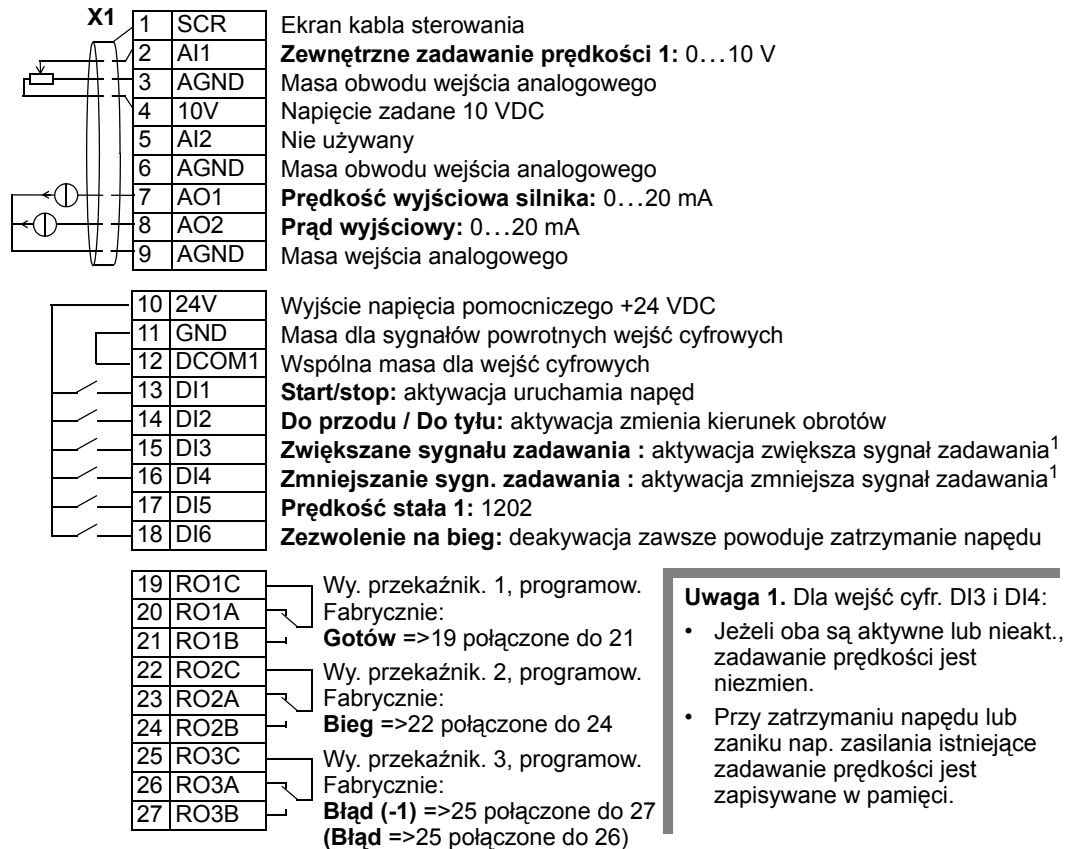 X1
1 SCR Ekran kabla sterowania
2 AI1 Zewnętrzne zadawanie prędkości 1: 0…10 V
3 AGND Masa obwodu wejścia analogowego
4 10V Napięcie zadane 10 VDC
5 AI2 Nie używany
6 AGND Masa obwodu wejścia analogowego
7 AO1 Prędkość wyjściowa silnika: 0…20 mA
8 AO2 Prąd wyjściowy: 0…20 mA
9 AGND Masa wejścia analogowego
10 24V Wyjście napięcia pomocniczego +24 VDC
11 GND Masa dla sygnałów powrotnych wejść cyfrowych
12 DCOM1 Wspólna masa dla wejść cyfrowych
13 DI1 Start/stop: aktywacja uruchamia napęd
14 DI2 Do przodu / Do tyłu: aktywacja zmienia kierunek obrotów
15 DI3 Zwiększane sygnału zadawania : aktywacja zwiększa sygnał zadawania1
16 DI4 Zmniejszanie sygn. zadawania : aktywacja zmniejsza sygnał zadawania1
17 DI5 Prędkość stała 1: 1202
18 DI6 Zezwolenie na bieg: deakywacja zawsze powoduje zatrzymanie napędu
19 RO1C Wy. przekaźnik. 1, programow.
20 RO1A Fabrycznie:
21 RO1B Gotów =>19 połączone do 21
22 RO2C Wy. przekaźnik. 2, programow.
23 RO2A Fabrycznie:
24 RO2B Bieg =>22 połączone do 24
25 RO3C Wy. przekaźnik. 3, programow.
26 RO3A Fabrycznie:
27 RO3B Błąd (-1) =>25 połączone do 27
(Błąd =>25 połączone do 26)
Uwaga 1. Dla wejść cyfr. DI3 i DI4:
• Jeżeli oba są aktywne lub nieakt.,
zadawanie prędkości jest
niezmien.
• Przy zatrzymaniu napędu lub
zaniku nap. zasilania istniejące
zadawanie prędkości jest
zapisywane w pamięci.